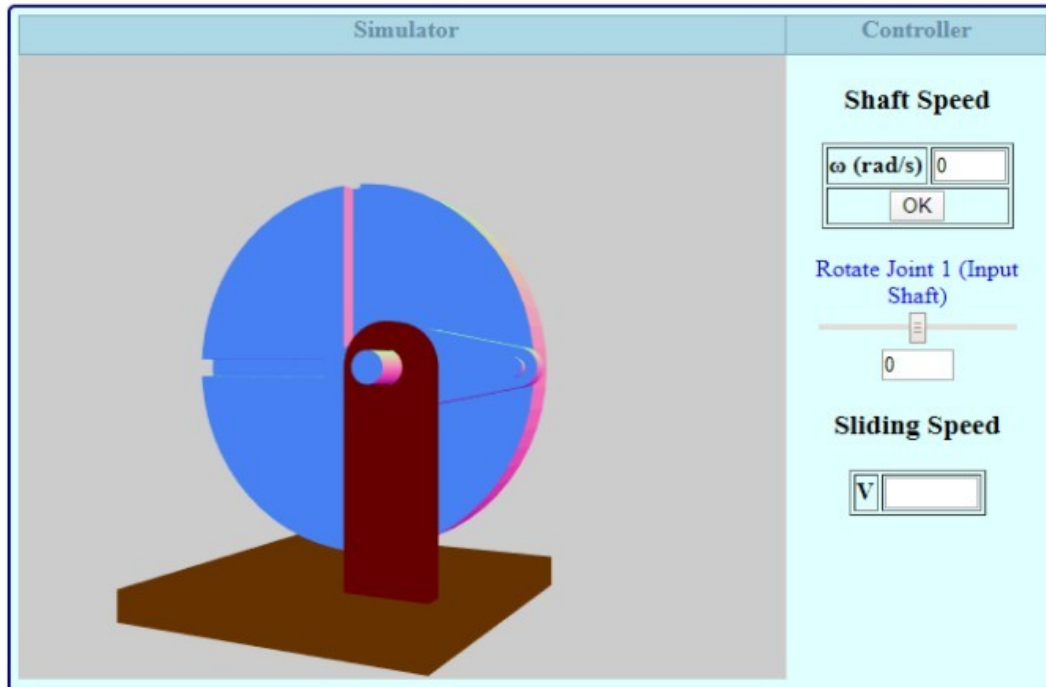 Simulator
Controller
Shaft Speed
ω (rad/s) 0
OK
Rotate Joint 1 (Input
Shaft)
0
Sliding Speed
V